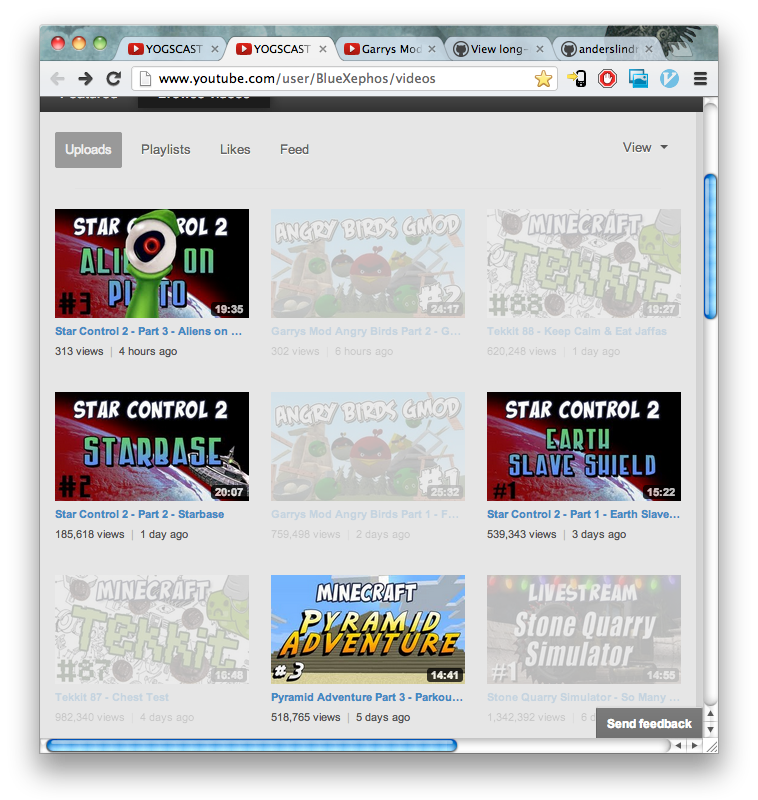 YOGSCAST
YOGSCAST
Garrys Mod
View long-
anderslindr
www.youtube.com/user/BlueXephos/videos
Uploads
Playlists
Likes
Feed
View
STAR CONTROL 2
ALIENS ON
PLUTO
#3
19:35
Star Control 2 - Part 3 - Aliens on ...
313 views | 4 hours ago
ANGRY BIRDS GMOD
#2
24:17
Garrys Mod Angry Birds Part 2 - G...
302 views | 6 hours ago
MINECRAFT
Tekkit
#88
19:27
Tekkit 88 - Keep Calm & Eat Jaffas
620,248 views | 1 day ago
STAR CONTROL 2
STARBASE
#2
20:07
Star Control 2 - Part 2 - Starbase
185,618 views | 1 day ago
ANGRY BIRDS GMOD
#1
25:32
Garrys Mod Angry Birds Part 1 - F...
759,498 views | 2 days ago
STAR CONTROL 2
EARTH
SLAVE SHIELD
#1
15:22
Star Control 2 - Part 1 - Earth Slave...
539,343 views | 3 days ago
MINECRAFT
Tekkit
#87
16:48
Tekkit 87 - Chest Test
982,340 views | 4 days ago
MINECRAFT
PYRAMID
ADVENTURE
#3
14:41
Pyramid Adventure Part 3 - Parkou...
518,765 views | 5 days ago
LIVESTREAM
Stone Quarry
Simulator
#1
14:55
Stone Quarry Simulator - So Many ...
1,342,392 views | 6 d
Send feedback